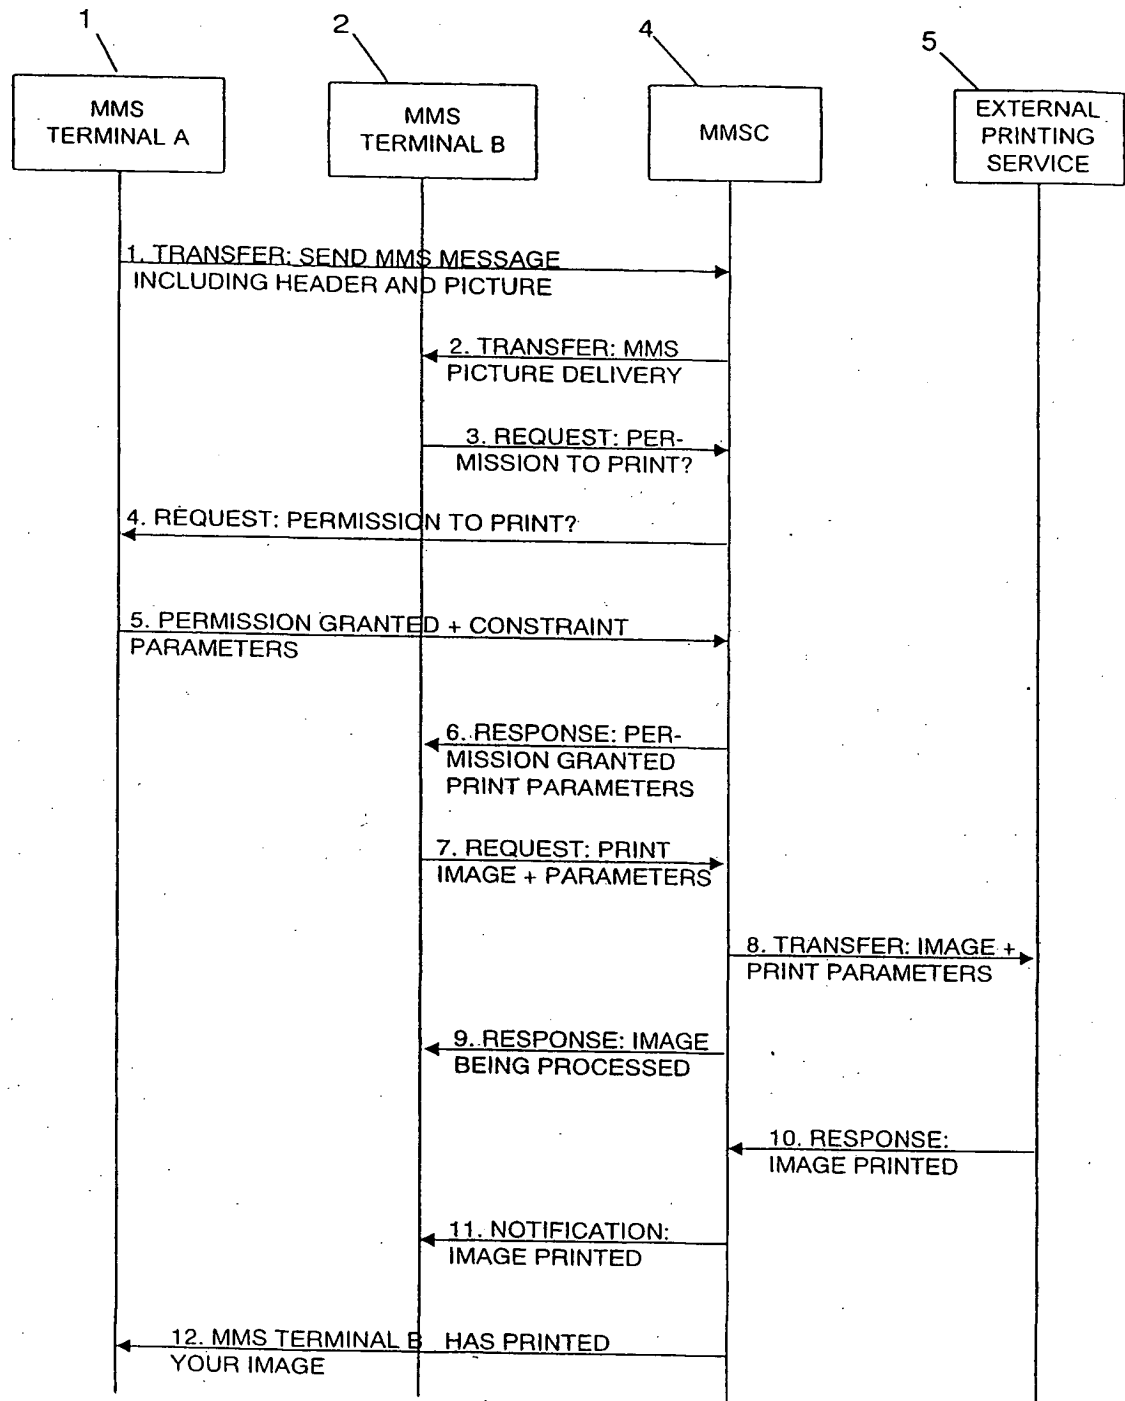 1
2
4
5
MMS
TERMINAL A
MMS
TERMINAL B
MMSC
EXTERNAL
PRINTING
SERVICE
1. TRANSFER: SEND MMS MESSAGE
INCLUDING HEADER AND PICTURE
2. TRANSFER: MMS
PICTURE DELIVERY
3. REQUEST: PER-
MISSION TO PRINT?
4. REQUEST: PERMISSION TO PRINT?
5. PERMISSION GRANTED + CONSTRAINT
PARAMETERS
6. RESPONSE: PER-
MISSION GRANTED
PRINT PARAMETERS
7. REQUEST: PRINT
IMAGE + PARAMETERS
8. TRANSFER: IMAGE +
PRINT PARAMETERS
9. RESPONSE: IMAGE
BEING PROCESSED
10. RESPONSE:
IMAGE PRINTED
11. NOTIFICATION:
IMAGE PRINTED
12. MMS TERMINAL B HAS PRINTED
YOUR IMAGE